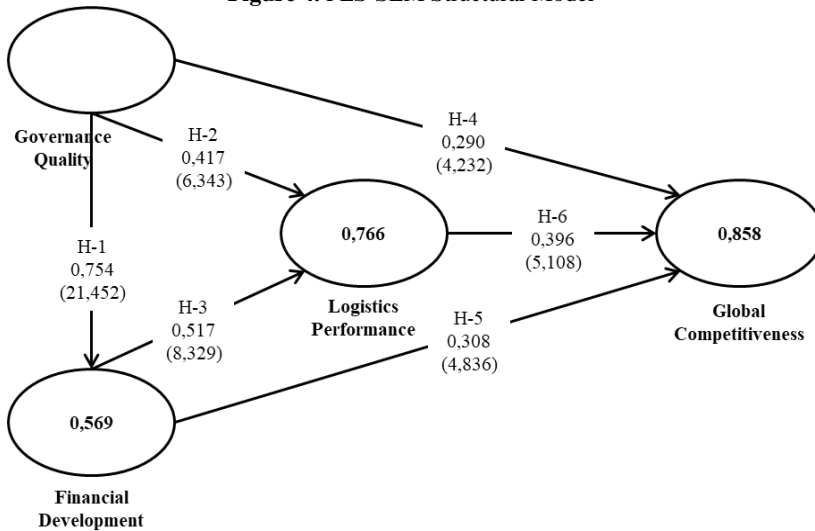 Figure 4. PLS-SEM Structural Model
Governance
Quality
H-1
0,754
(21,452)
H-2
0,417
(6,343)
H-3
0,517
(8,329)
H-4
0,290
(4,232)
0,766
Logistics
Performance
H-6
0,396
(5,108)
H-5
0,308
(4,836)
0,858
Global
Competitiveness
0,569
Financial
Development